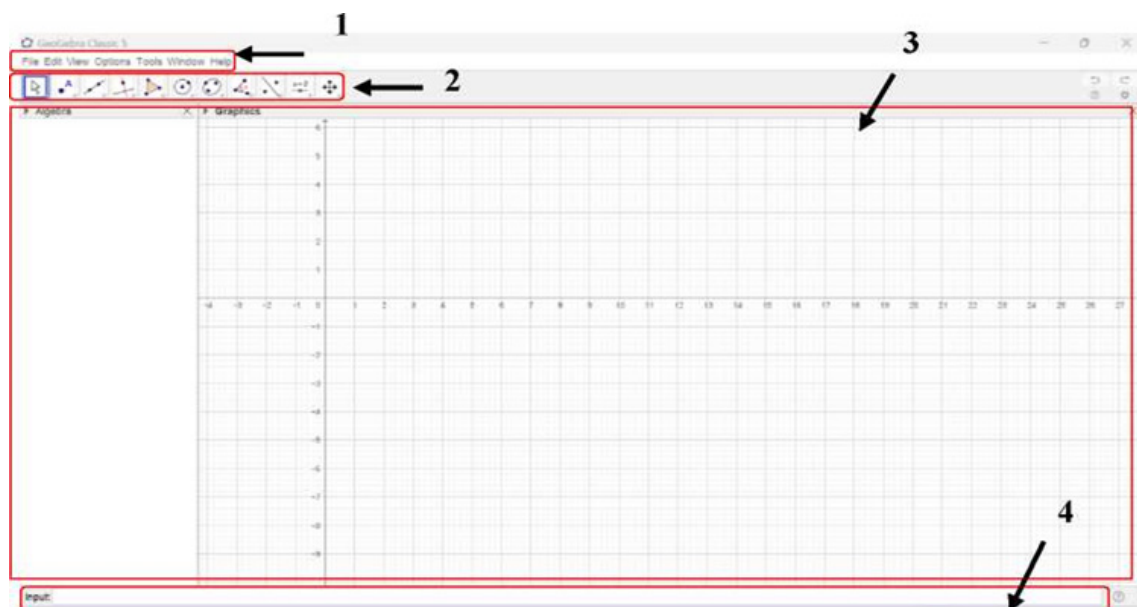 1
3
GeoGebra Classic 5
File Edit View Options Tools Window Help
2
A
a=2
Algebra
Graphics
6
5
4
3
2
1
-4 -3 -2 -1 0 1 2 3 4 5 6 7 8 9 10 11 12 13 14 15 16 17 18 19 20 21 22 23 24 25 26 27
-1
-2
-3
-4
-5
-6
-7
-8
-9
4
Input: